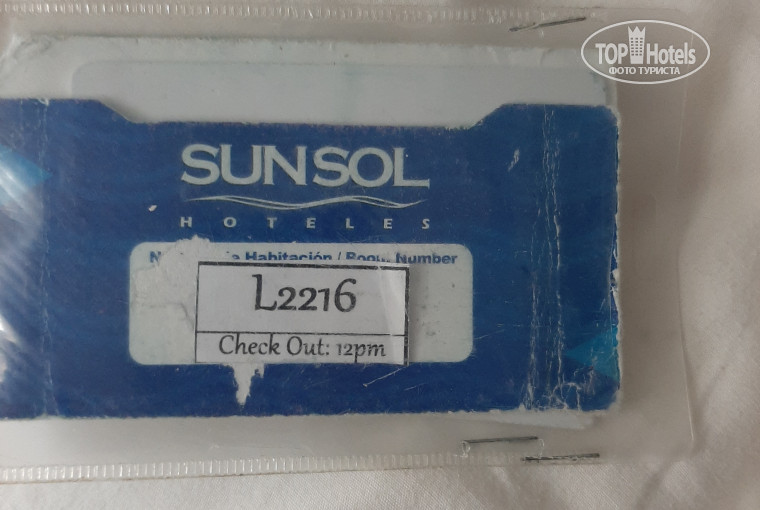 TOP Hotels
ФОТО ТУРИСТА
SUNSOL
HOTELES
Habitación / Room Number
L2216
Check Out: 12pm